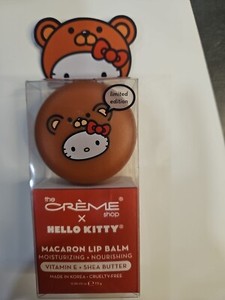 limited
edition
the
CRÈME
shop
×
HELLO KITTY®
MACARON LIP BALM
MOISTURIZING + NOURISHING
VITAMIN E + SHEA BUTTER
MADE IN KOREA • CRUELTY-FREE